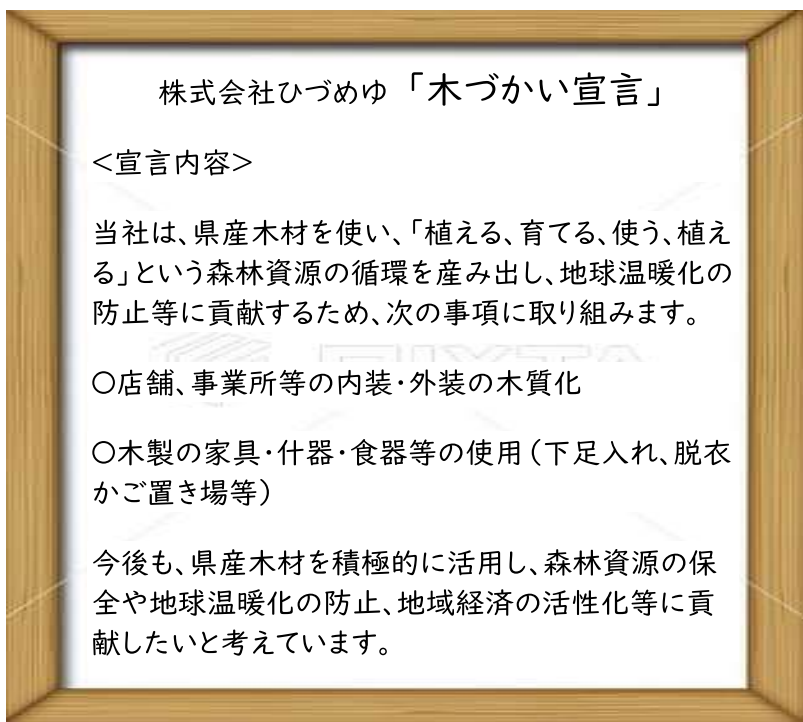 株式会社ひづめゆ「木づかい宣言」
<宣言内容>
当社は、県産木材を使い、「植える、育てる、使う、植え
る」という森林資源の循環を産み出し、地球温暖化の
防止等に貢献するため、次の事項に取り組みます。
○店舗、事業所等の内装・外装の木質化
○木製の家具・什器・食器等の使用(下足入れ、脱衣
かご置き場等)
今後も、県産木材を積極的に活用し、森林資源の保
全や地球温暖化の防止、地域経済の活性化等に貢
献したいと考えています。